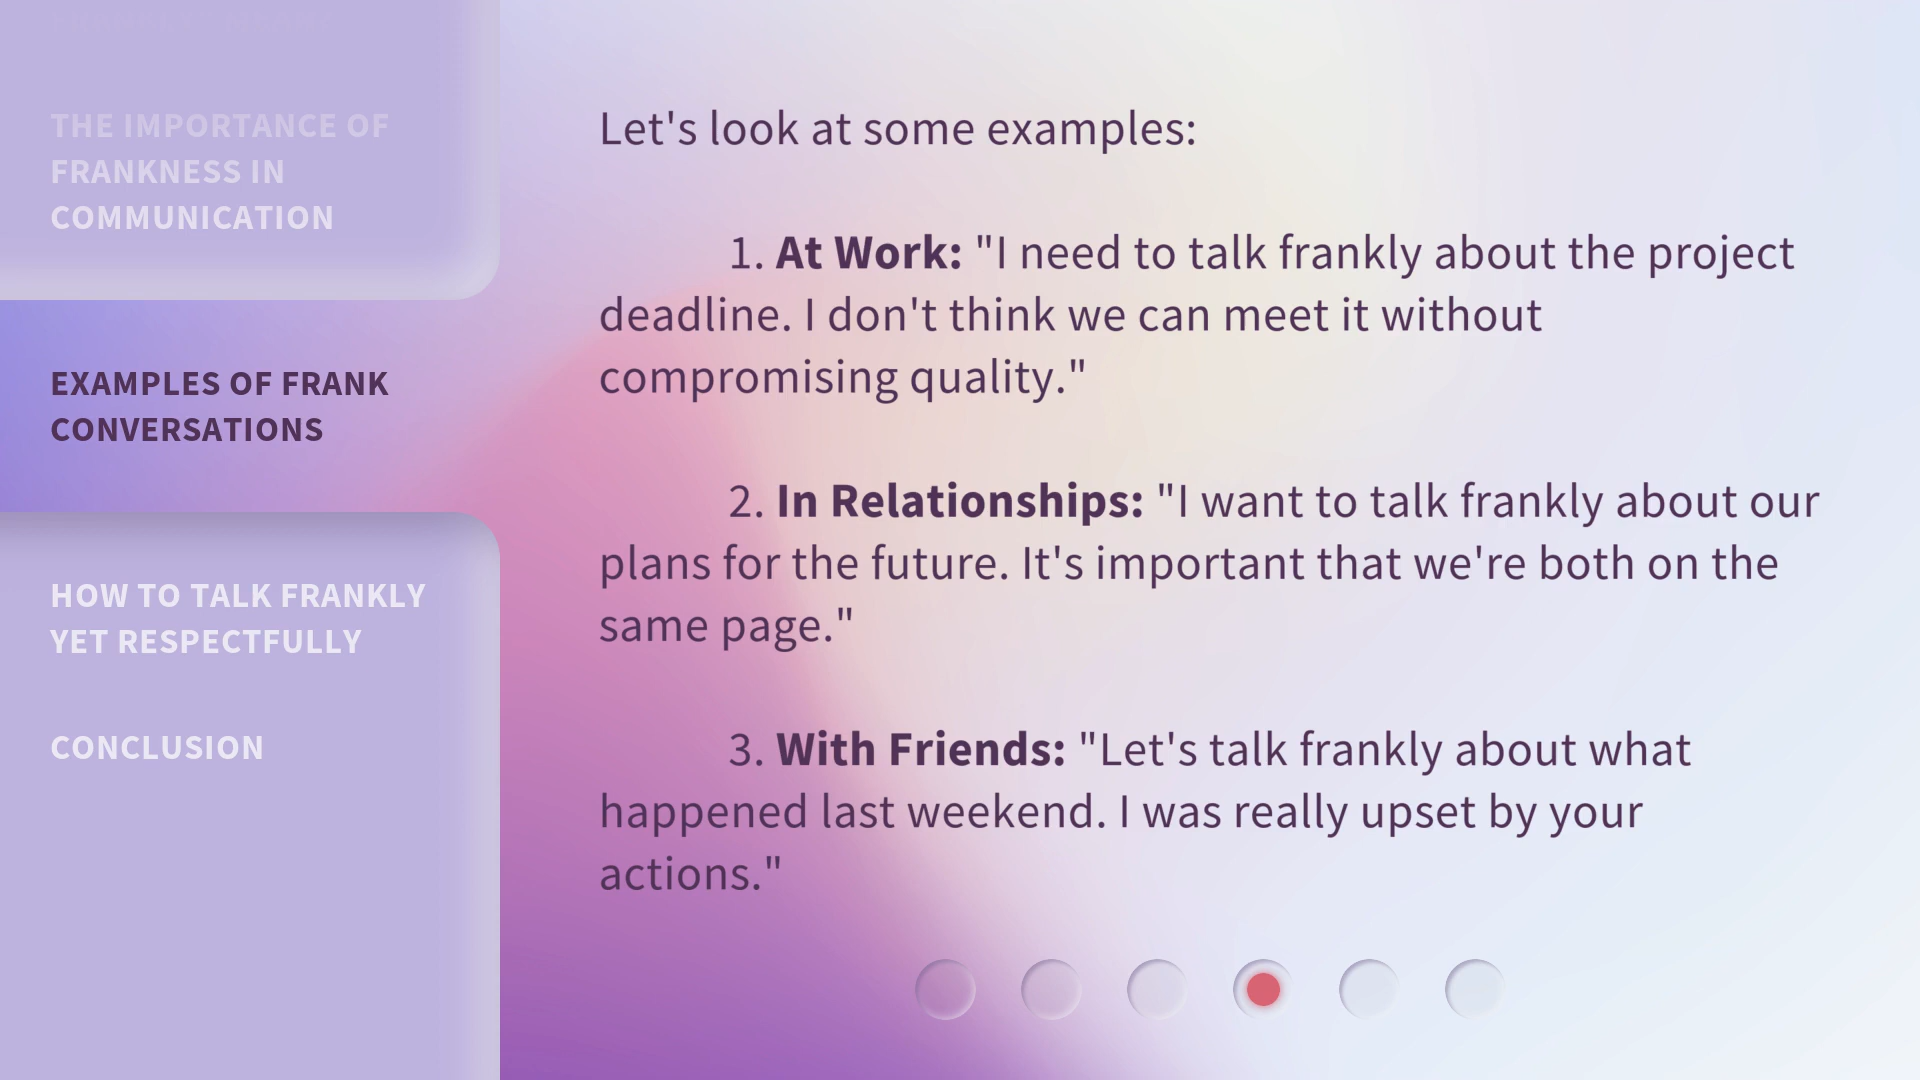 THE IMPORTANCE OF
FRANKNESS IN
COMMUNICATION
EXAMPLES OF FRANK
CONVERSATIONS
HOW TO TALK FRANKLY
YET RESPECTFULLY
CONCLUSION
Let's look at some examples:
1. At Work: "I need to talk frankly about the project
deadline. I don't think we can meet it without
compromising quality."
2. In Relationships: "I want to talk frankly about our
plans for the future. It's important that we're both on the
same page."
3. With Friends: "Let's talk frankly about what
happened last weekend. I was really upset by your
actions."